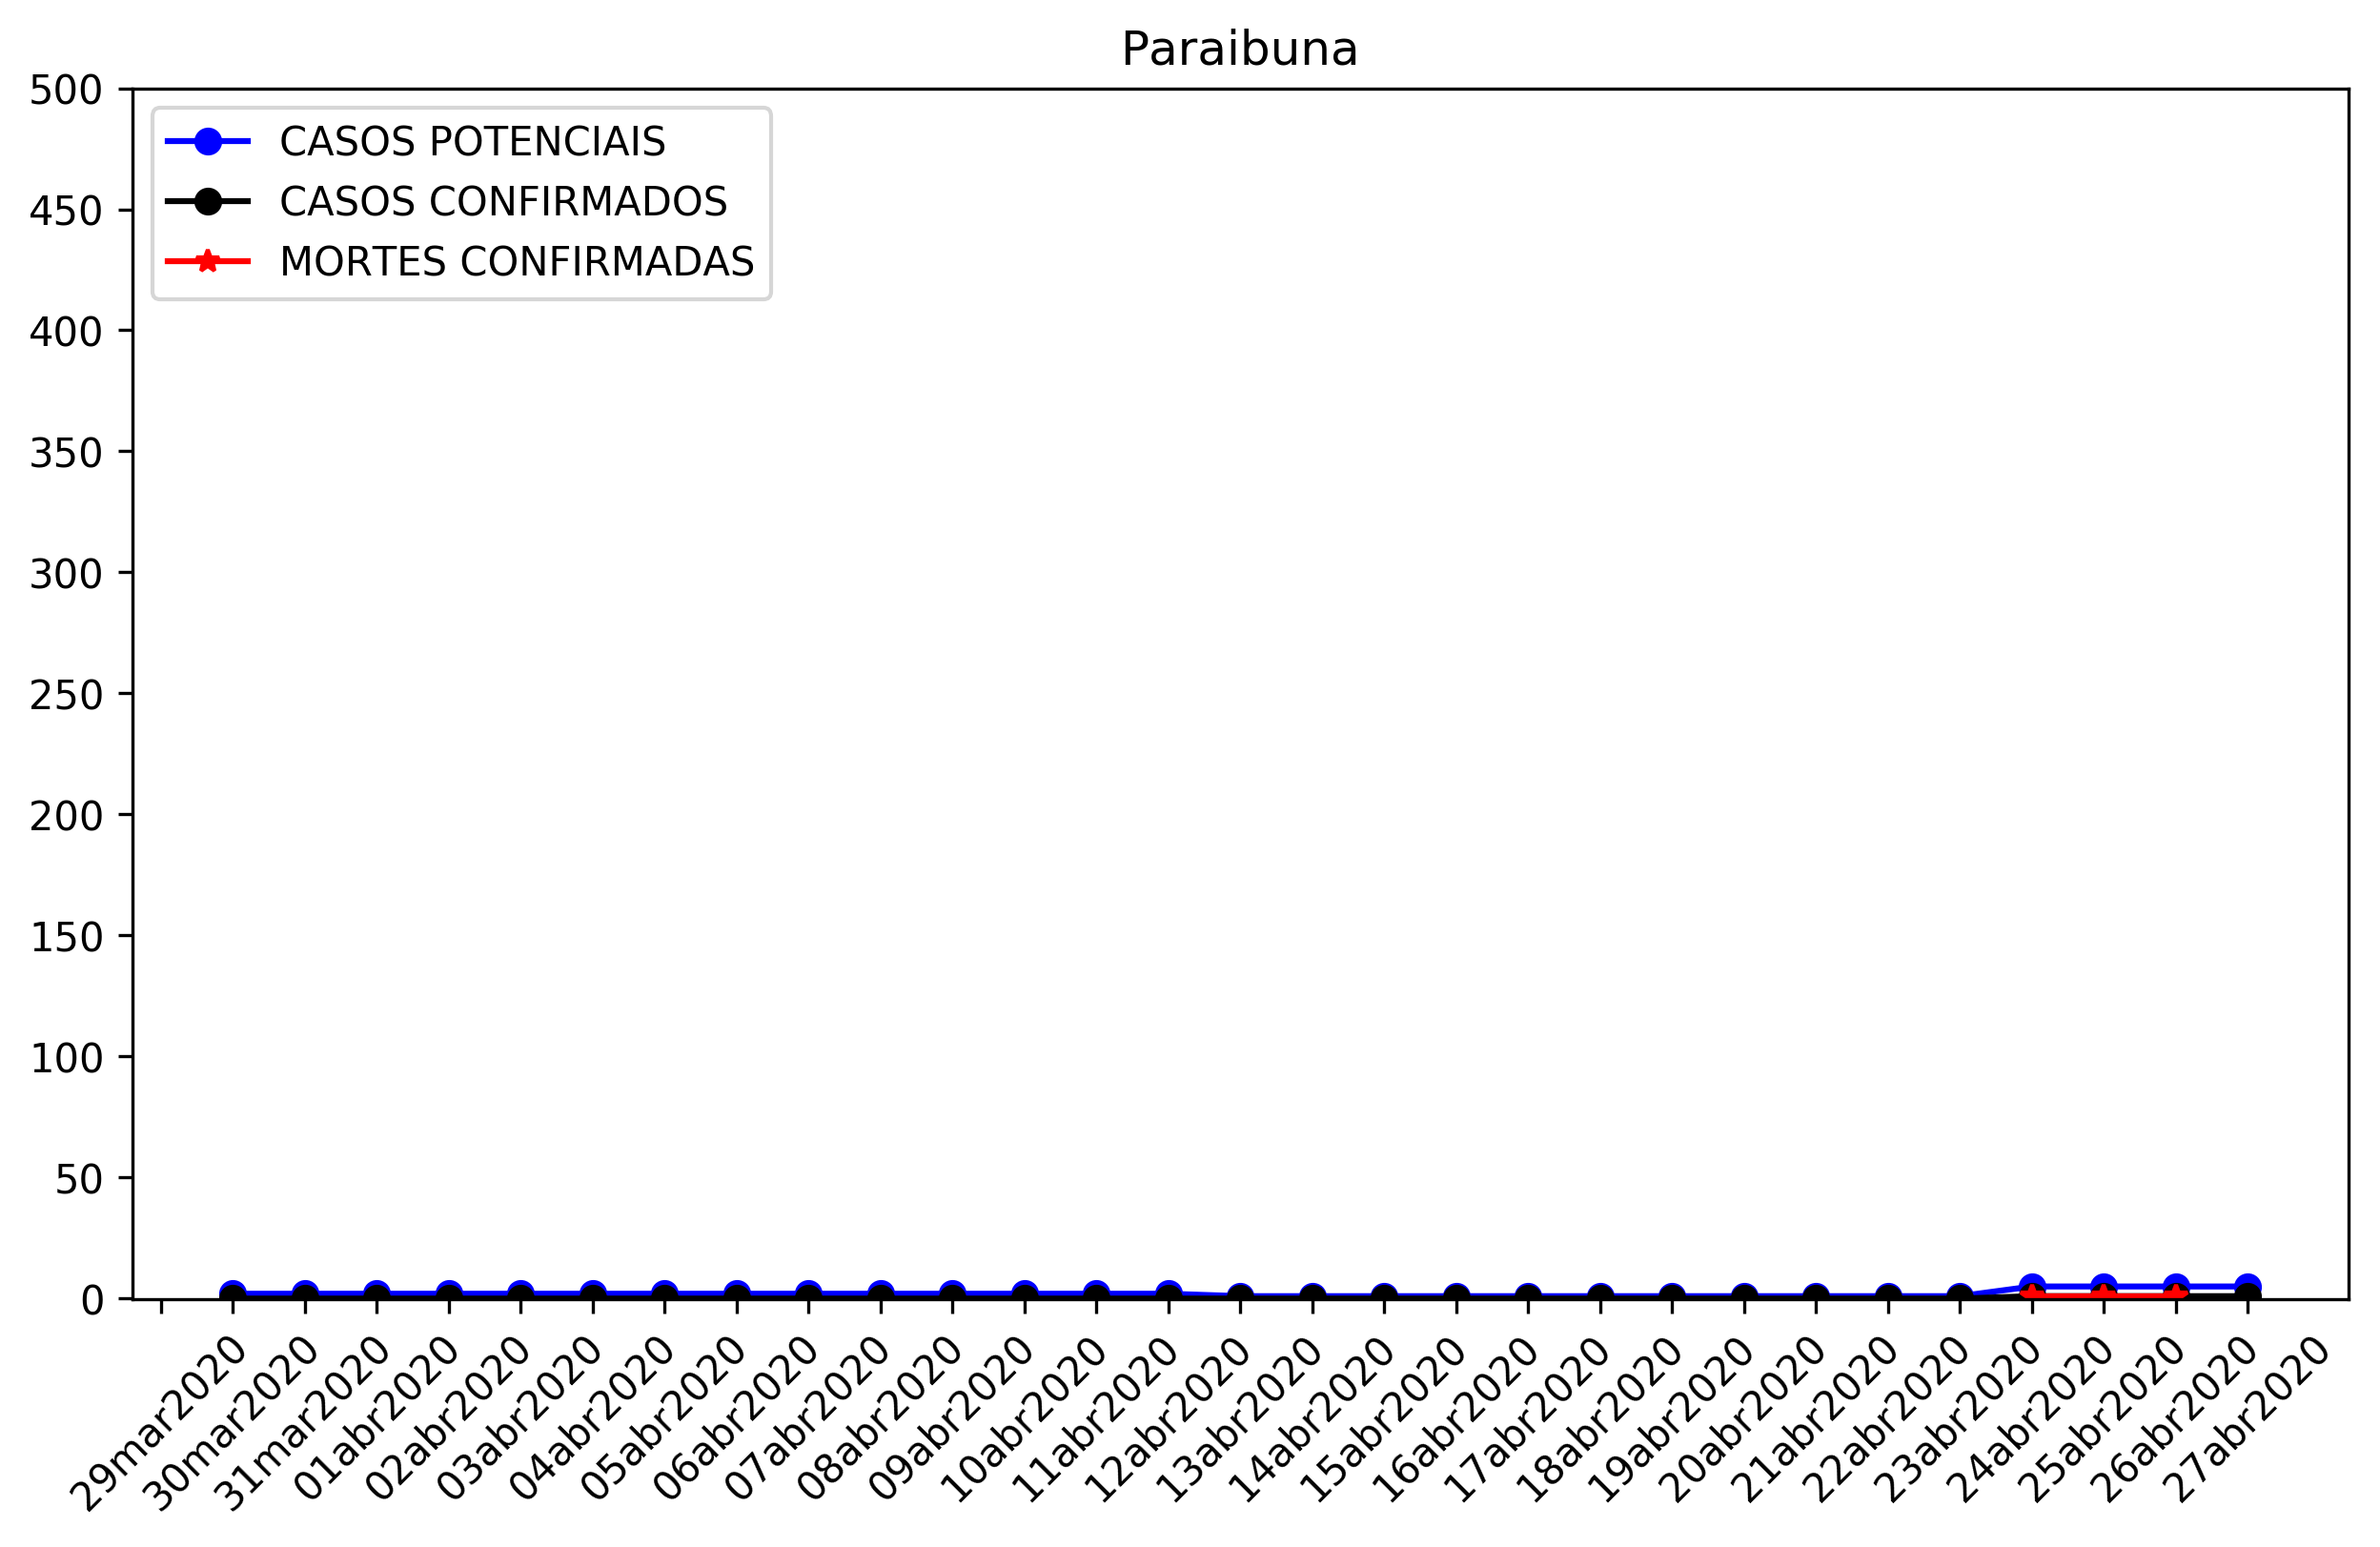 Paraibuna
CASOS POTENCIAIS
CASOS CONFIRMADOS
MORTES CONFIRMADAS
500
450
400
350
300
250
200
150
100
50
0
29mar2020
30mar2020
31mar2020
01abr2020
02abr2020
03abr2020
04abr2020
05abr2020
06abr2020
07abr2020
08abr2020
09abr2020
10abr2020
11abr2020
12abr2020
13abr2020
14abr2020
15abr2020
16abr2020
17abr2020
18abr2020
19abr2020
20abr2020
21abr2020
22abr2020
23abr2020
24abr2020
25abr2020
26abr2020
27abr2020